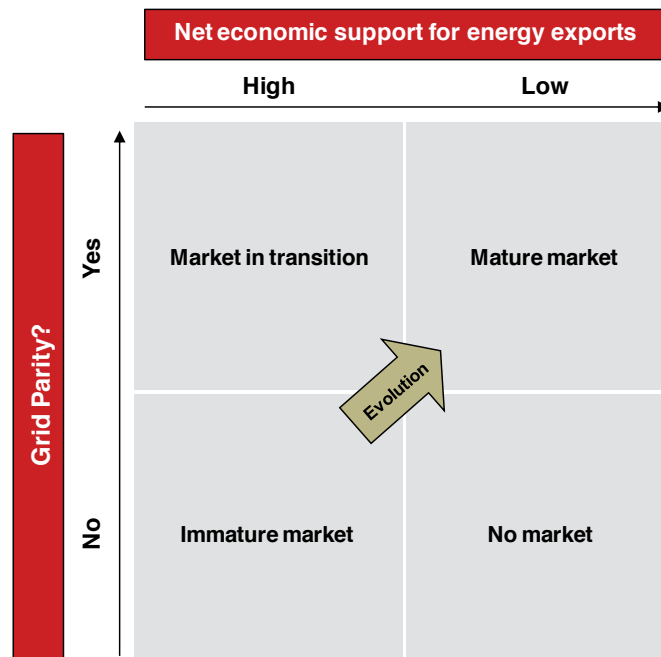 Net economic support for energy exports
High
Low
Grid Parity?
Yes
Market in transition
Mature market
Evolution
No
Immature market
No market